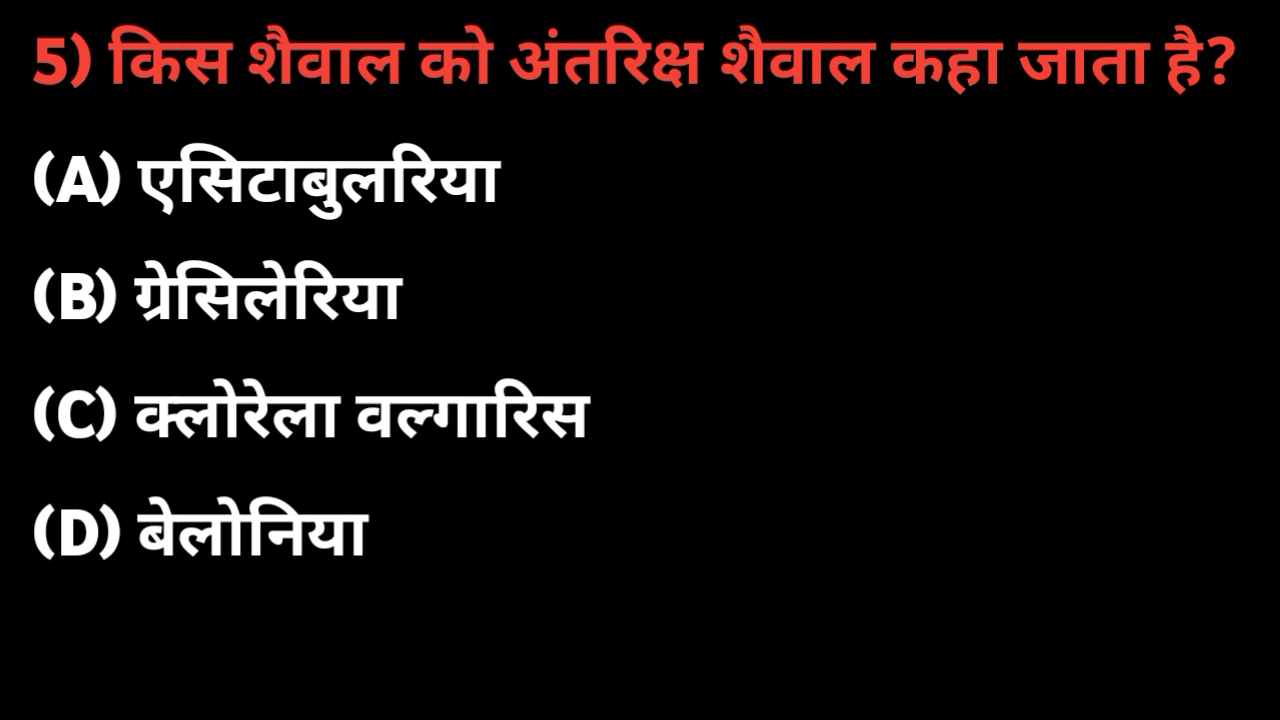 5) किस शैवाल को अंतरिक्ष शैवाल कहा जाता है?
(A) एसिटाबुलरिया
(B) ग्रेसिलेरिया
(C) क्लोरेला वल्गारिस
(D) बेलोनिया